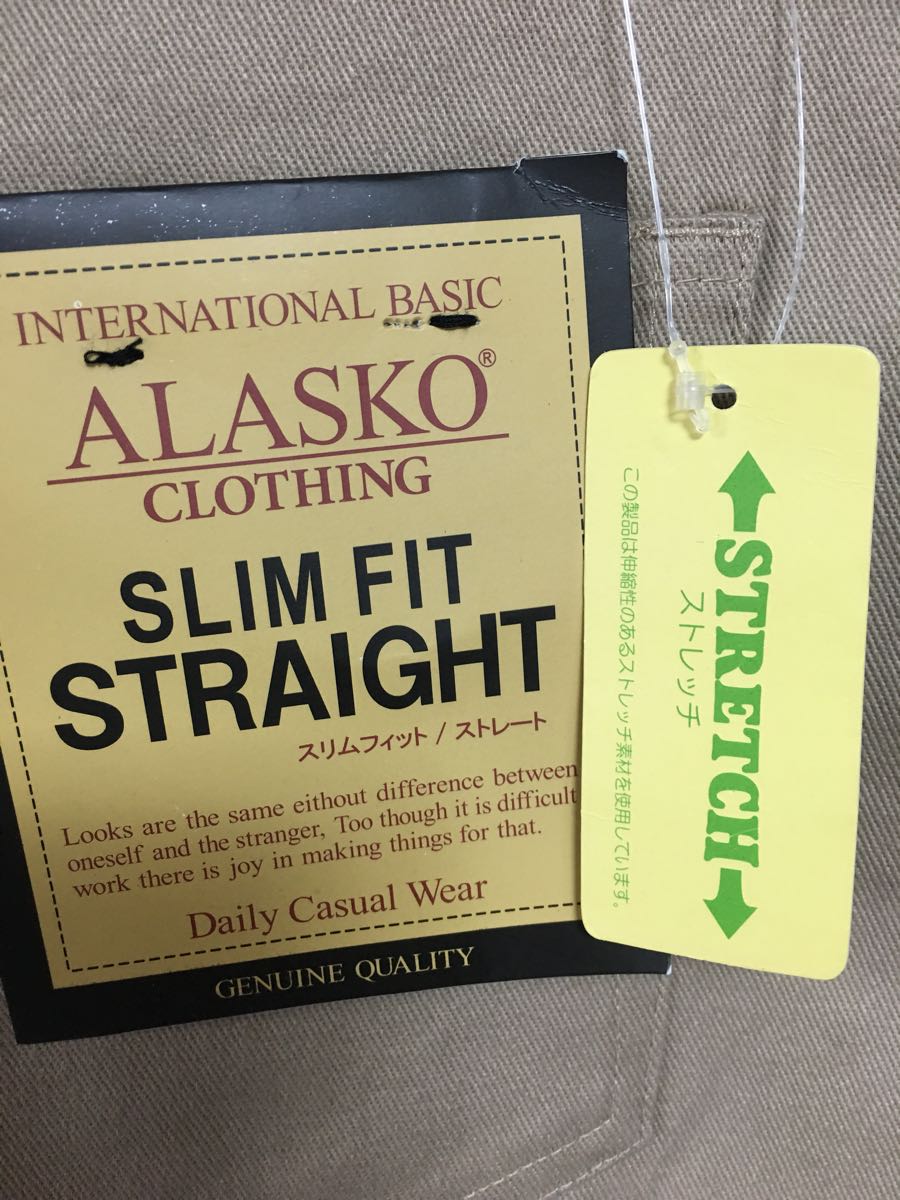 INTERNATIONAL BASIC
ALASKO®
CLOTHING
SLIM FIT
STRAIGHT
スリムフィット / ストレート
Looks are the same eithout difference between
oneself and the stranger, Too though it is difficult
work there is joy in making things for that.
Daily Casual Wear
GENUINE QUALITY
STRETCH
ストレッチ
この製品は伸縮性のあるストレッチ素材を使用しています。